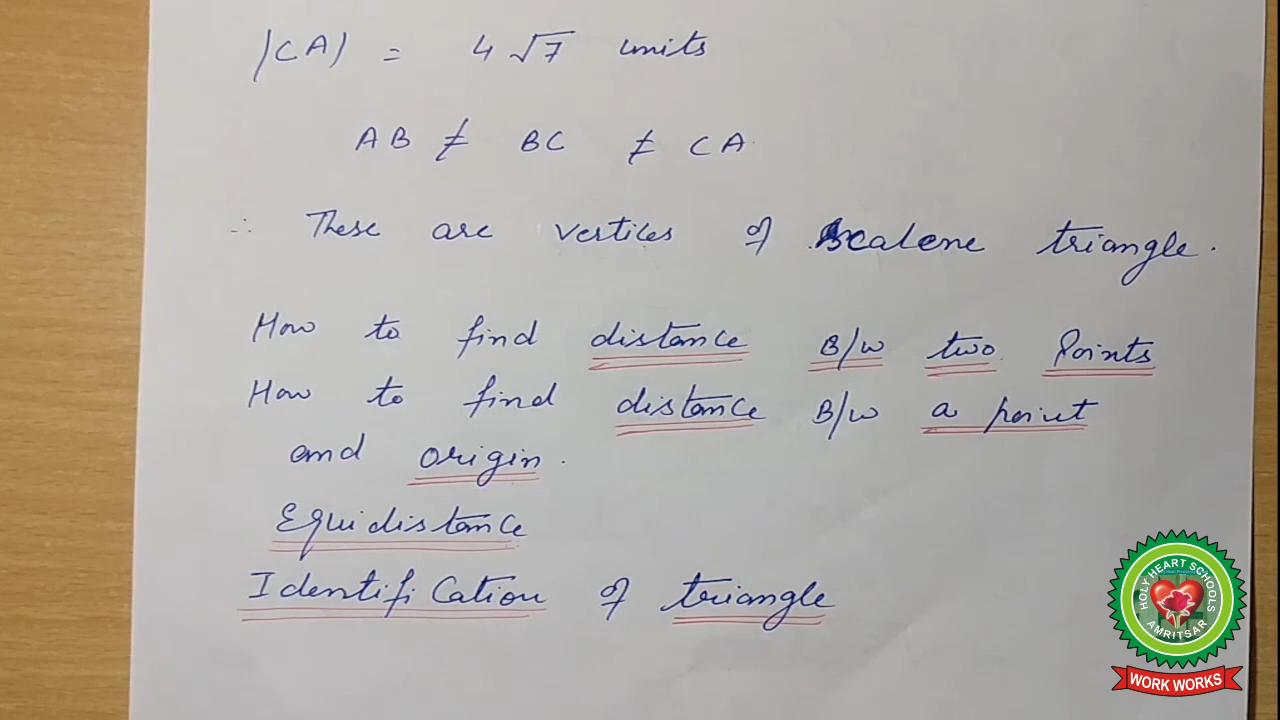 |CA| = 4√7 units
AB ≠ BC ≠ CA
∴ These are vertices of Scalene triangle.
How to find distance B/w two Points
How to find distance B/w a point
and origin.
Equidistance
Identification of triangle
HOLY HEART SCHOOLS
AMRITSAR
WORK WORKS